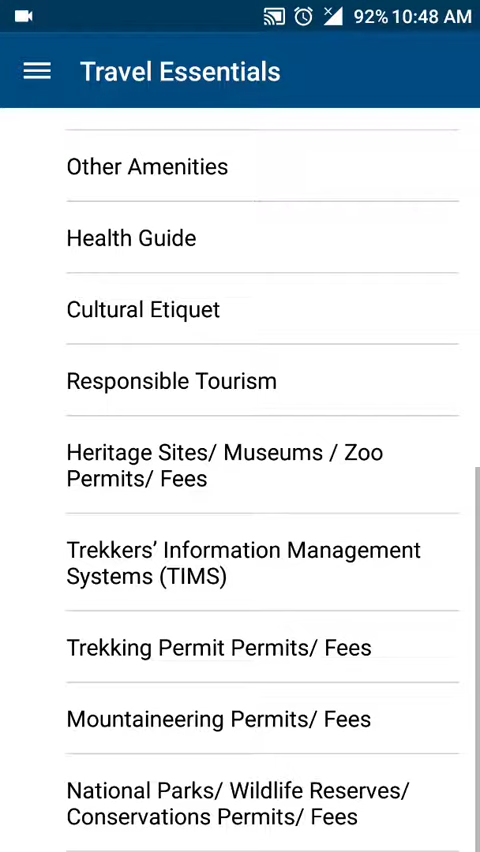 92% 10:48 AM
Travel Essentials
Other Amenities
Health Guide
Cultural Etiquet
Responsible Tourism
Heritage Sites/ Museums / Zoo
Permits/ Fees
Trekkers’ Information Management
Systems (TIMS)
Trekking Permit Permits/ Fees
Mountaineering Permits/ Fees
National Parks/ Wildlife Reserves/
Conservations Permits/ Fees